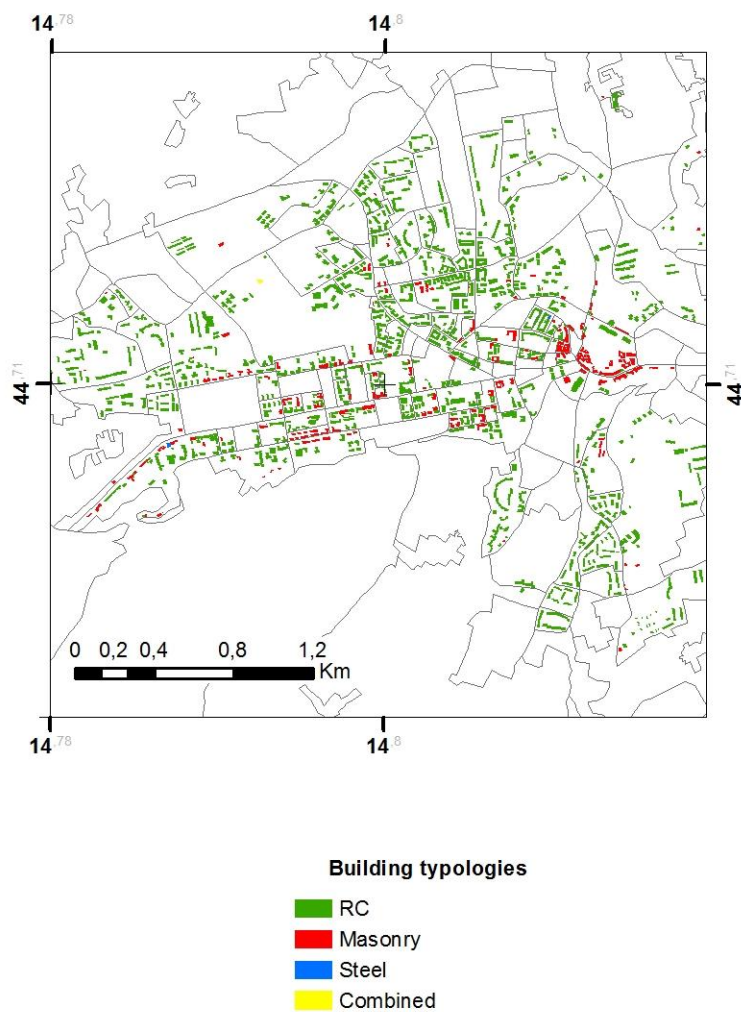 14,78 14,8
44,71 44,71
0 0,2 0,4 0,8 1,2
Km
14,78 14,8
Building typologies
RC
Masonry
Steel
Combined